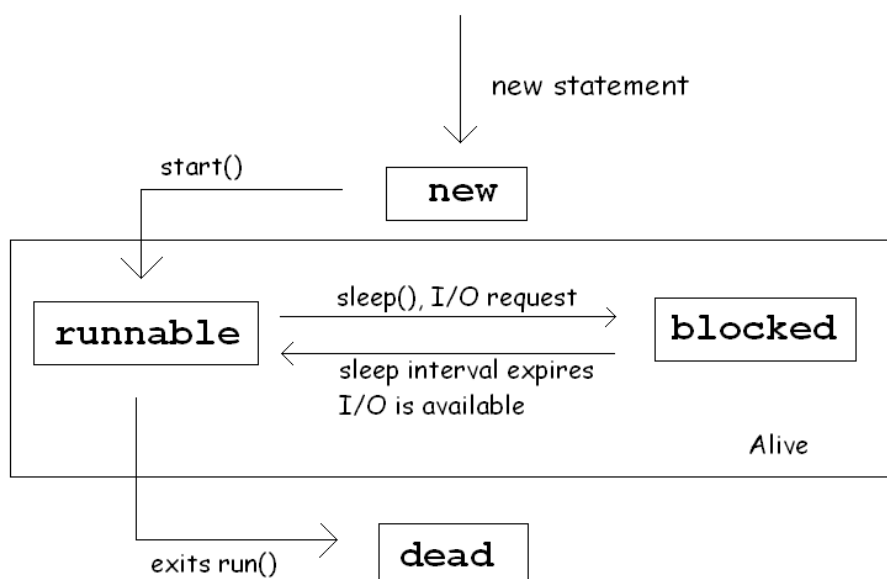 new statement
start()
new
sleep(), I/O request
runnable
blocked
sleep interval expires
I/O is available
Alive
exits run()
dead